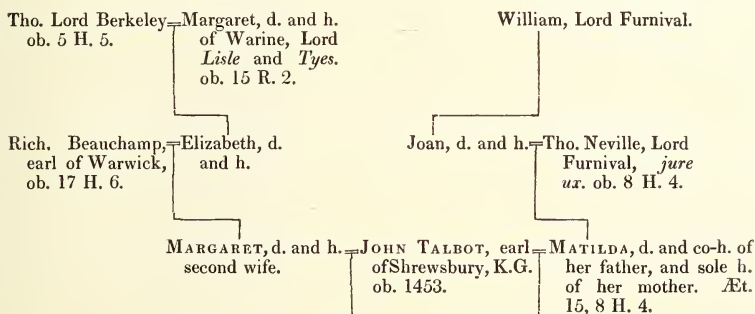 Tho. Lord Berkeley=Margaret, d. and h.
ob. 5 H. 5.
of Warine, Lord
Lisle and Tyes.
ob. 15 R. 2.
William, Lord Furnival.
Rich. Beauchamp,=Elizabeth, d.
earl of Warwick,
and h.
ob. 17 H. 6.
Joan, d. and h.=Tho. Neville, Lord
Furnival, jure
ux. ob. 8 H. 4.
MARGARET, d. and h.=JOHN TALBOT, earl=MATILDA, d. and co-h. of
second wife.
of Shrewsbury, K.G.
ob. 1453.
her father, and sole h.
of her mother. Æt.
15, 8 H. 4.